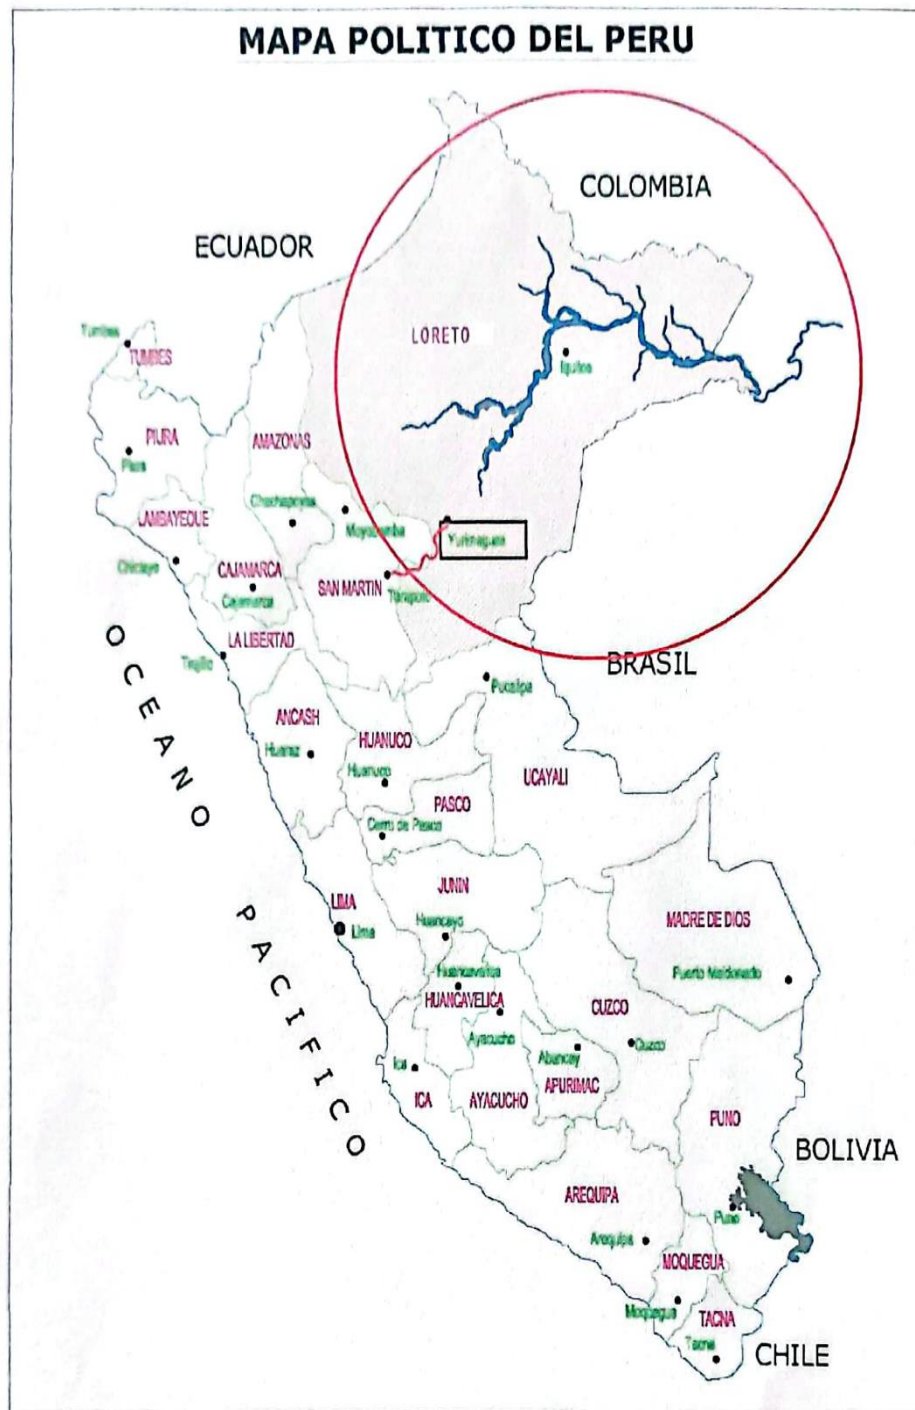 MAPA POLITICO DEL PERU
COLOMBIA
ECUADOR
LORETO
Iquitos
Tumbes
TUMBES
PIURA
Piura
AMAZONAS
Chachapoyas
Moyobamba
Yurimaguas
LAMBAYEQUE
Chiclayo
CAJAMARCA
Cajamarca
SAN MARTIN
Tarapoto
LA LIBERTAD
Trujillo
BRASIL
Pucallpa
ANCASH
Huaraz
HUANUCO
Huanuco
UCAYALI
PASCO
Cerro de Pasco
OCEANO PACIFICO
JUNIN
LIMA
Lima
Huancayo
MADRE DE DIOS
Puerto Maldonado
Huancavelica
HUANCAVELICA
CUZCO
Cuzco
Ayacucho
Abancay
APURIMAC
Ica
ICA
AYACUCHO
PUNO
BOLIVIA
AREQUIPA
Puno
Arequipa
MOQUEGUA
Moquegua
TACNA
Tacna
CHILE